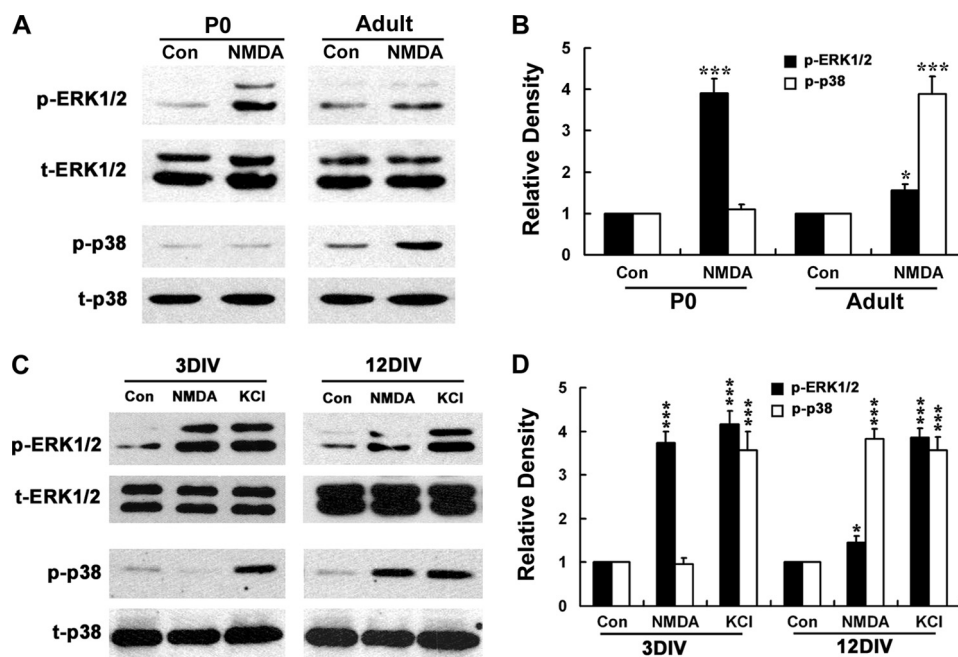 A
P0
Adult
Con
NMDA
Con
NMDA
p-ERK1/2
t-ERK1/2
p-p38
t-p38
B
5
4
3
2
1
0
Relative Density
p-ERK1/2
p-p38
***
*
***
Con
NMDA
Con
NMDA
P0
Adult
C
3DIV
12DIV
Con
NMDA
KCl
Con
NMDA
KCl
p-ERK1/2
t-ERK1/2
p-p38
t-p38
D
5
4
3
2
1
0
Relative Density
p-ERK1/2
p-p38
***
***
***
*
***
***
***
Con
NMDA
KCl
Con
NMDA
KCl
3DIV
12DIV